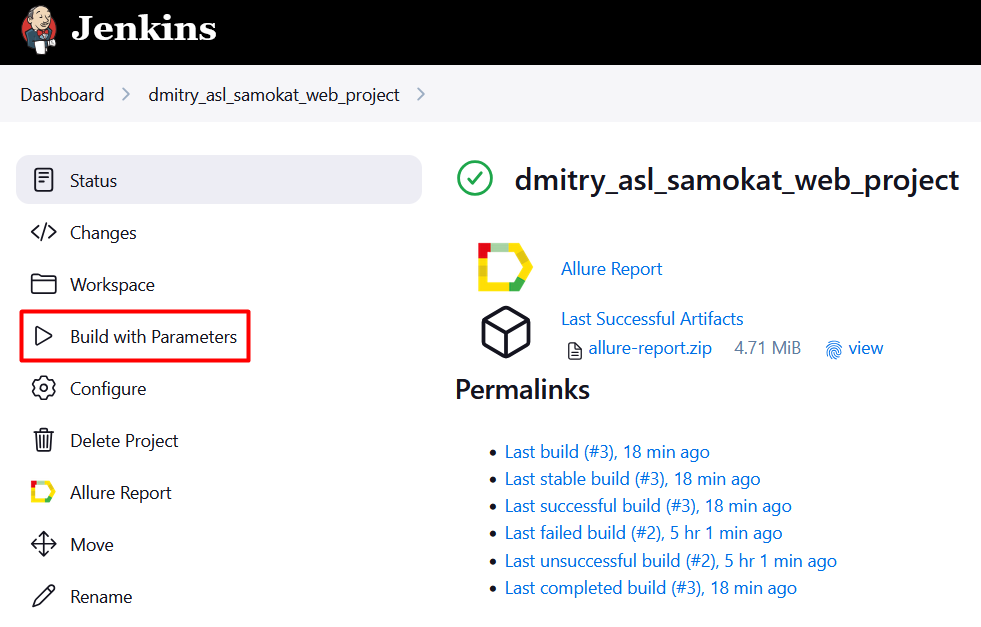 Jenkins
Dashboard
dmitry_asl_samokat_web_project
Status
Changes
Workspace
Build with Parameters
Configure
Delete Project
Allure Report
Move
Rename
dmitry_asl_samokat_web_project
Allure Report
Last Successful Artifacts
allure-report.zip 4.71 MiB view
Permalinks
Last build (#3), 18 min ago
Last stable build (#3), 18 min ago
Last successful build (#3), 18 min ago
Last failed build (#2), 5 hr 1 min ago
Last unsuccessful build (#2), 5 hr 1 min ago
Last completed build (#3), 18 min ago